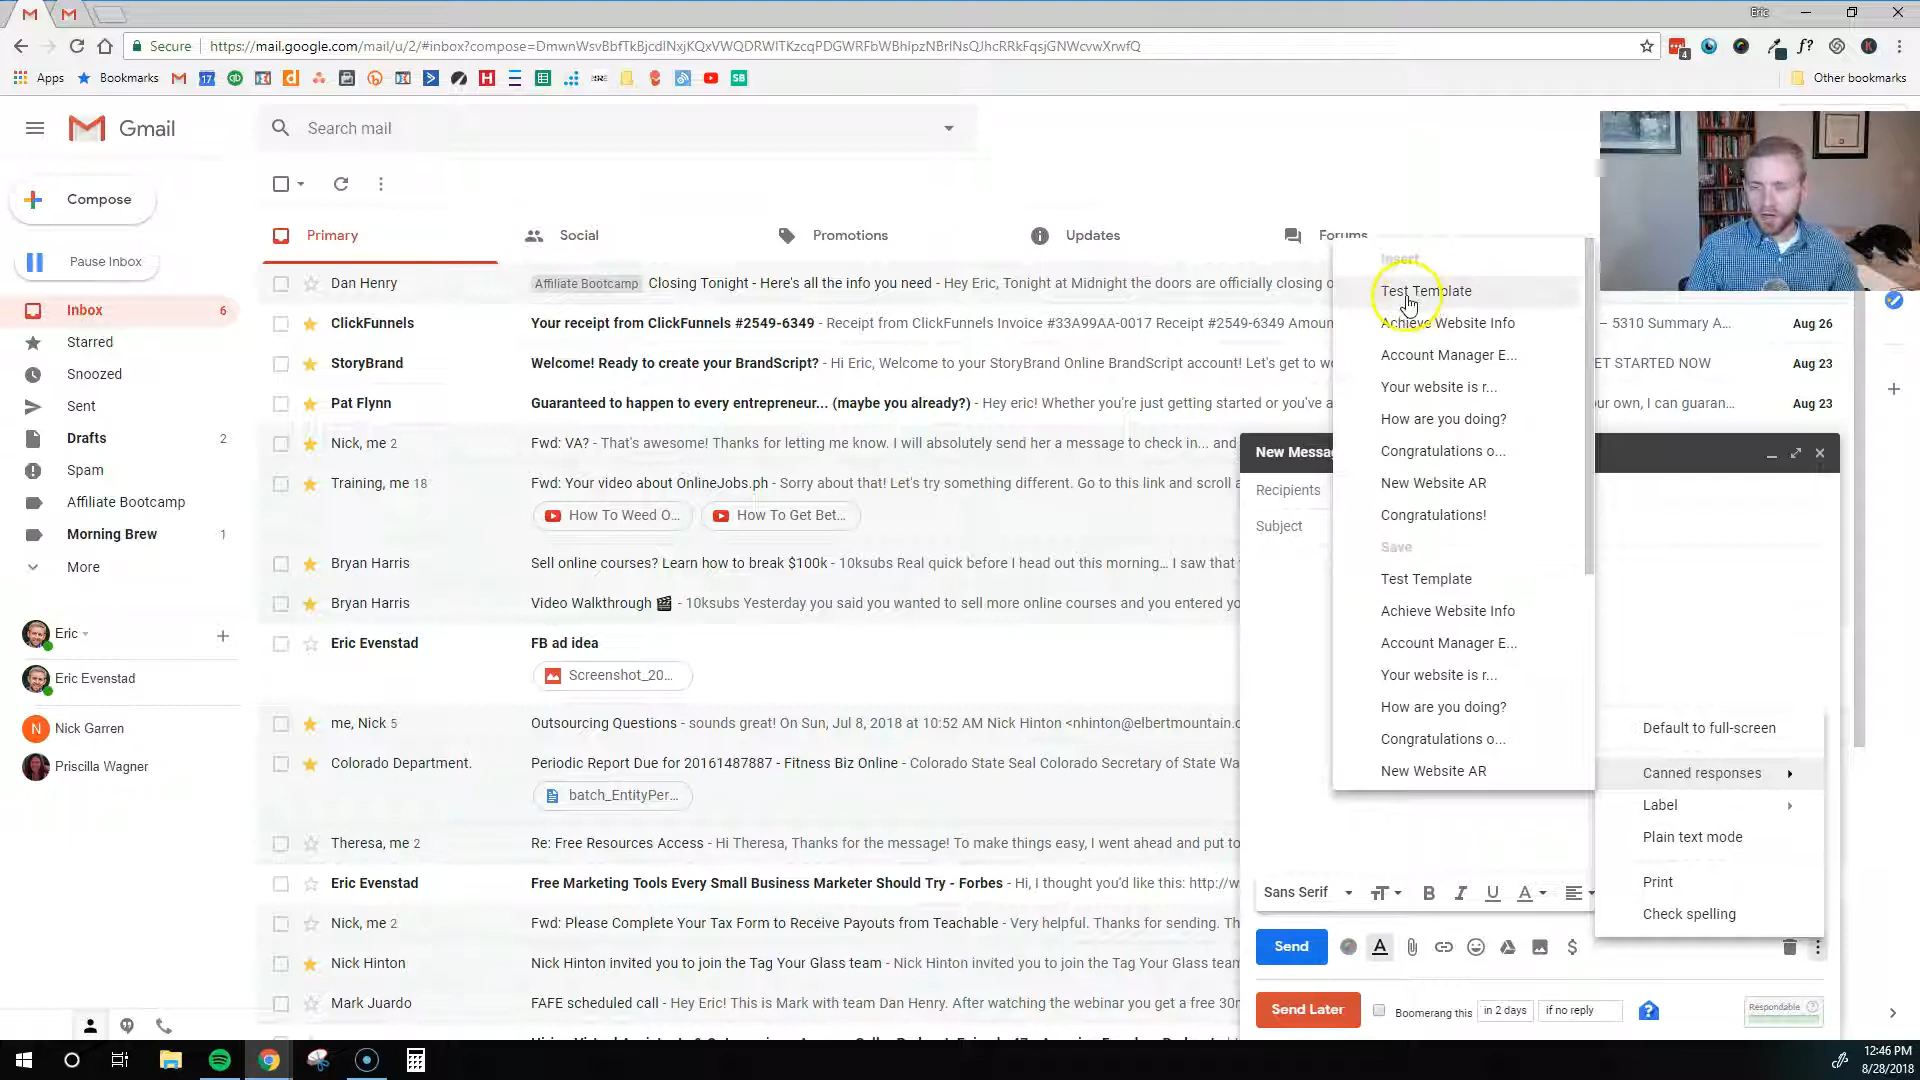 Eric
Secure
https://mail.google.com/mail/u/2/#inbox?compose=DmwnWsvBbfTkBjcdlNxjKQxVWQDRWlTKzcqPDGWRFbWBhlpzNBrlNsQJhcRRkFqsjGNWcvwXrwfQ
4
f?
K
Apps
Bookmarks
17
SB
Other bookmarks
Gmail
Search mail
Compose
Pause Inbox
Primary
Social
Promotions
Updates
Forums
Inbox 6
Starred
Snoozed
Sent
Drafts 2
Spam
Affiliate Bootcamp
Morning Brew 1
More
Eric
Eric Evenstad
N Nick Garren
Priscilla Wagner
Dan Henry Affiliate Bootcamp Closing Tonight - Here's all the info you need - Hey Eric, Tonight at Midnight the doors are officially closing
ClickFunnels Your receipt from ClickFunnels #2549-6349 - Receipt from ClickFunnels Invoice #33A99AA-0017 Receipt #2549-6349 – 5310 Summary A... Aug 26
StoryBrand Welcome! Ready to create your BrandScript? - Hi Eric, Welcome to your StoryBrand Online BrandScript account! Let's get to GET STARTED NOW Aug 23
Pat Flynn Guaranteed to happen to every entrepreneur... (maybe you already?) - Hey eric! Whether you're just getting started or you've own, I can guaran... Aug 23
Nick, me 2 Fwd: VA? - That's awesome! Thanks for letting me know. I will absolutely send her a message to check in... and
Training, me 18 Fwd: Your video about OnlineJobs.ph - Sorry about that! Let's try something different. Go to this link and scroll
How To Weed O... How To Get Bet...
Bryan Harris Sell online courses? Learn how to break $100k - 10ksubs Real quick before I head out this morning... I saw that
Bryan Harris Video Walkthrough 🎬 - 10ksubs Yesterday you said you wanted to sell more online courses and you entered
Eric Evenstad FB ad idea
Screenshot_20...
me, Nick 5 Outsourcing Questions - sounds great! On Sun, Jul 8, 2018 at 10:52 AM Nick Hinton <nhinton@elbertmountain.c
Colorado Department. Periodic Report Due for 20161487887 - Fitness Biz Online - Colorado State Seal Colorado Secretary of State
batch_EntityPer...
Theresa, me 2 Re: Free Resources Access - Hi Theresa, Thanks for the message! To make things easy, I went ahead and put
Eric Evenstad Free Marketing Tools Every Small Business Marketer Should Try - Forbes - Hi, I thought you'd like this: http://w
Nick, me 2 Fwd: Please Complete Your Tax Form to Receive Payouts from Teachable - Very helpful. Thanks for sending.
Nick Hinton Nick Hinton invited you to join the Tag Your Glass team - Nick Hinton invited you to join the Tag Your Glass
Mark Juardo FAFE scheduled call - Hey Eric! This is Mark with team Dan Henry. After watching the webinar you get a free
Insert
Test Template
Achieve Website Info
Account Manager E...
Your website is r...
How are you doing?
Congratulations o...
New Website AR
Congratulations!
Save
Test Template
Achieve Website Info
Account Manager E...
Your website is r...
How are you doing?
Congratulations o...
New Website AR
New Messa
Recipients
Subject
Default to full-screen
Canned responses
Label
Plain text mode
Print
Check spelling
Sans Serif
B I U A
Send A $
Send Later Boomerang this in 2 days if no reply Respondable
12:46 PM
8/28/2018